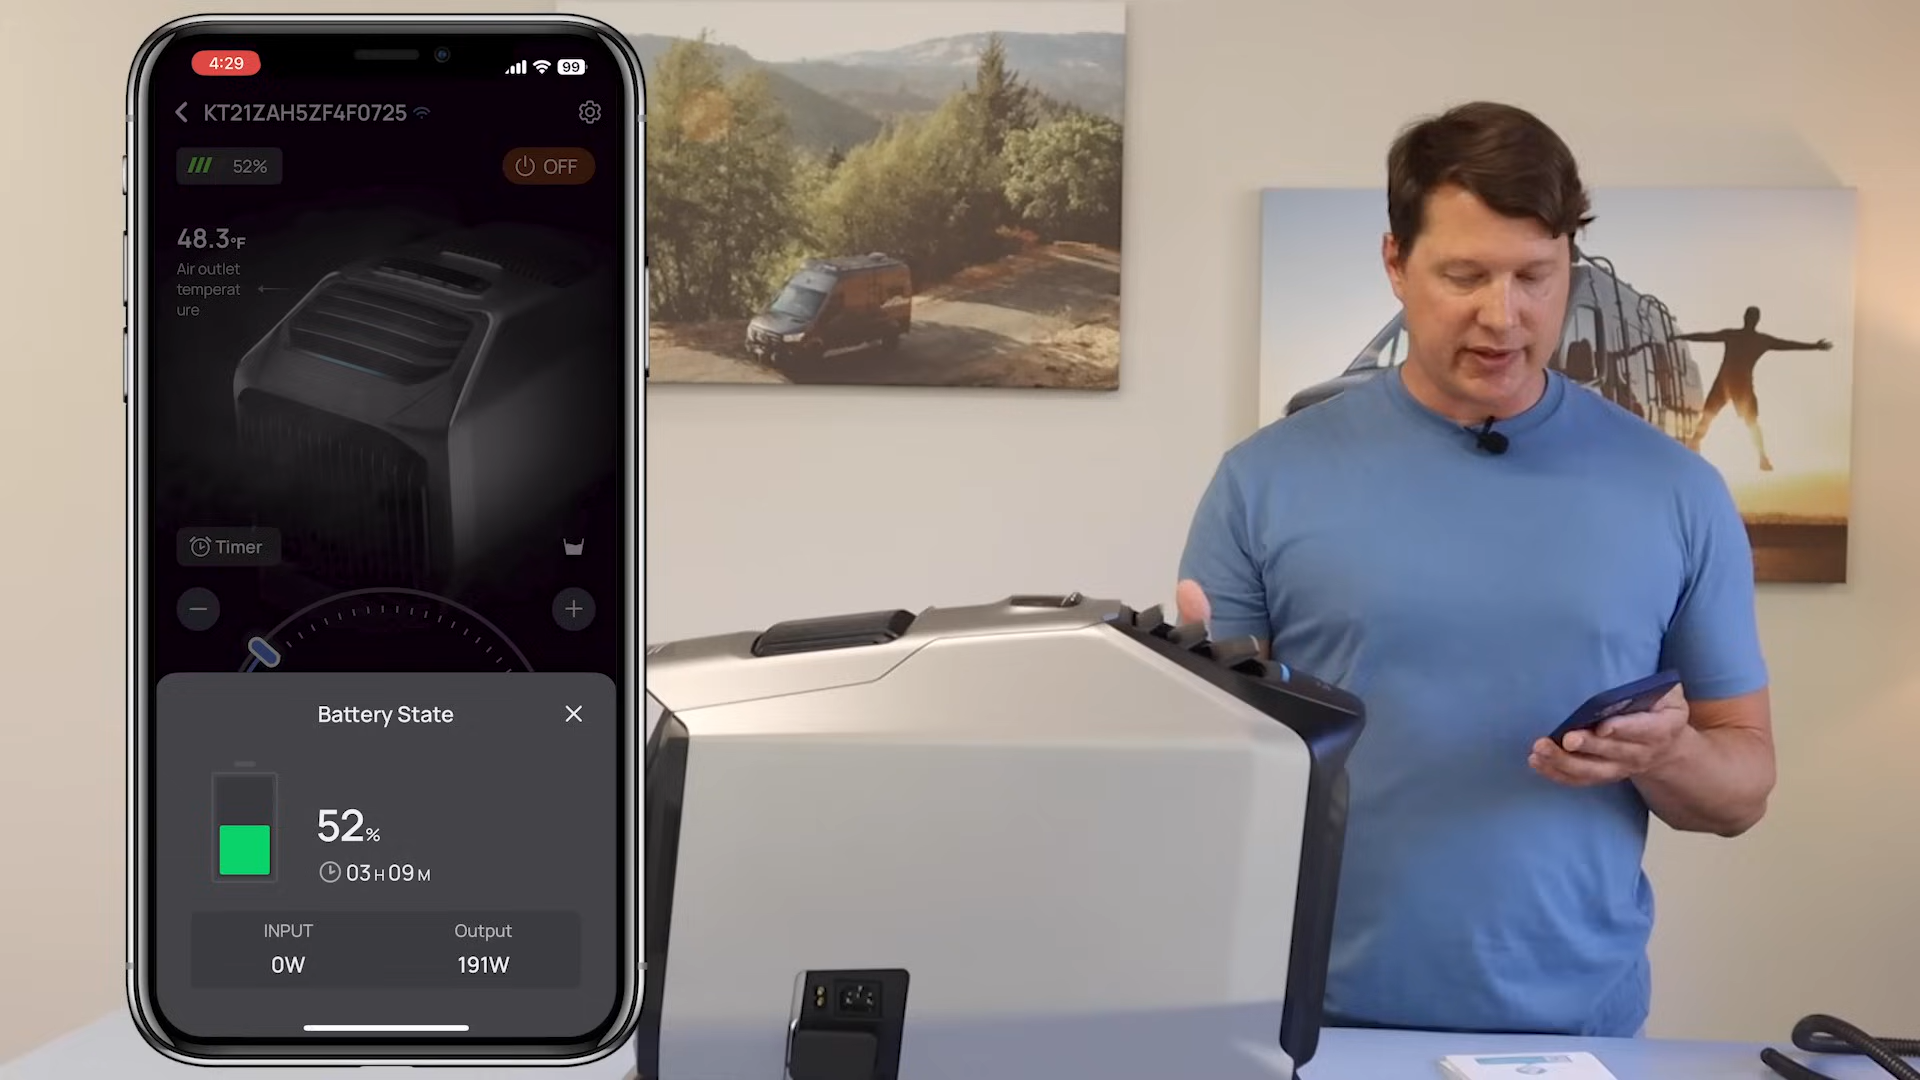 4:29
99
KT21ZAH5ZF4F0725
52%
OFF
48.3°F
Air outlet
temperat
ure
Timer
Battery State
52%
03H09M
INPUT
Output
0W
191W